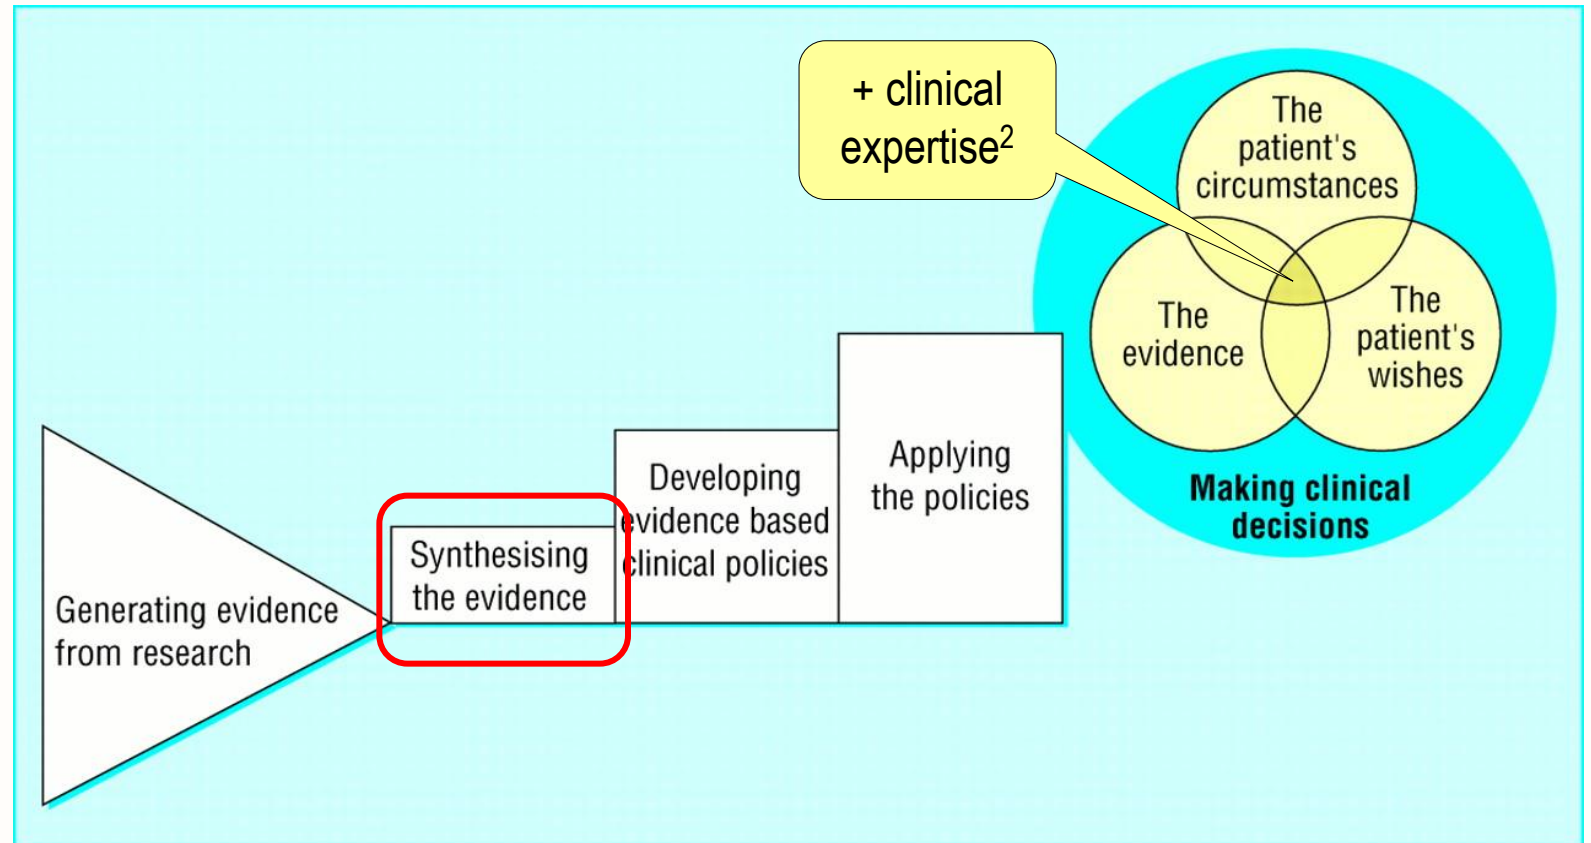 + clinical
expertise²
The
patient's
circumstances
The
evidence
The
patient's
wishes
Making clinical
decisions
Applying
the policies
Developing
evidence based
clinical policies
Synthesising
the evidence
Generating evidence
from research